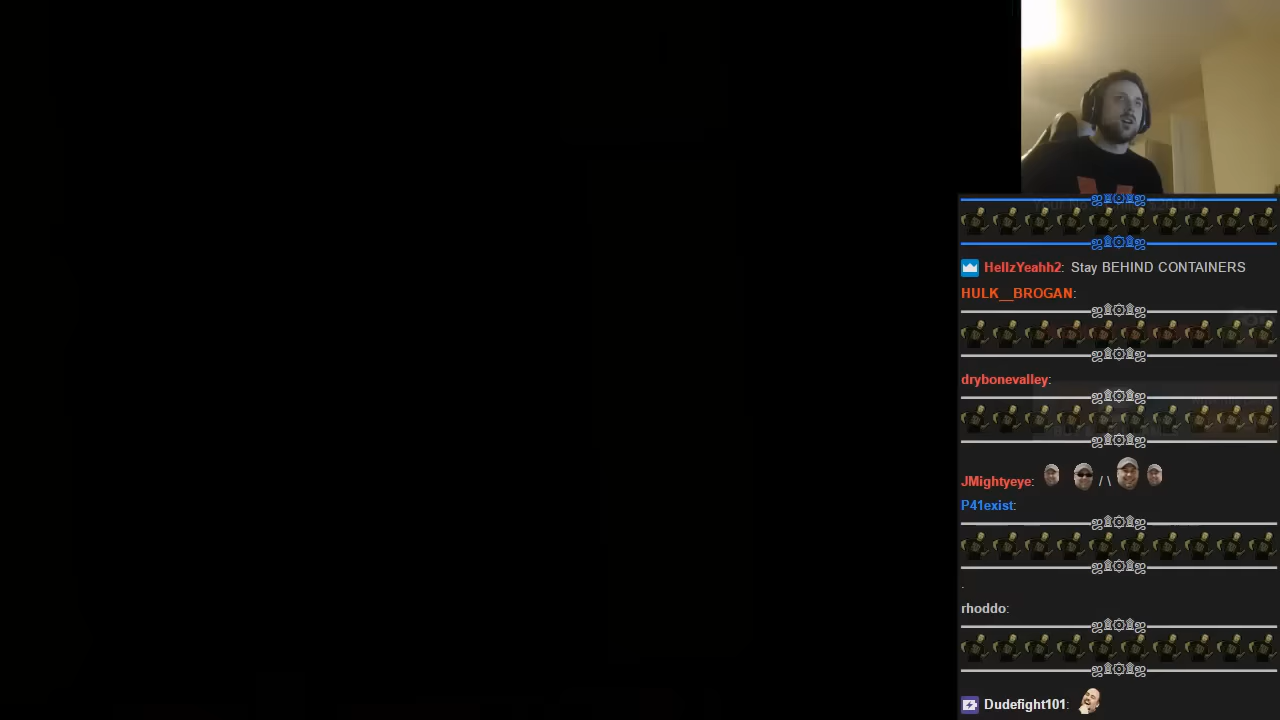 HellzYeahh2: Stay BEHIND CONTAINERS
HULK__BROGAN:
drybonevalley:
JMightyeye: / \
P41exist:
.
rhoddo:
Dudefight101: